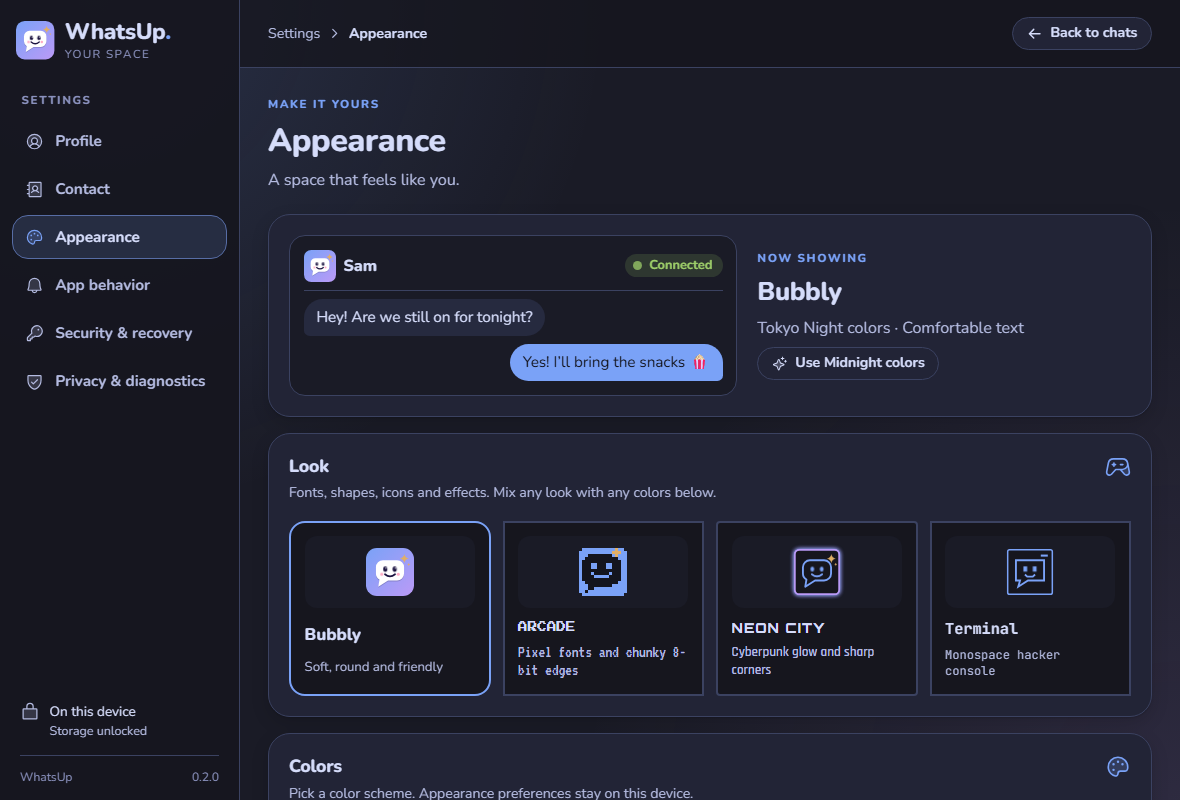 WhatsUp.
YOUR SPACE
SETTINGS
Profile
Contact
Appearance
App behavior
Security & recovery
Privacy & diagnostics
On this device
Storage unlocked
WhatsUp 0.2.0
Settings > Appearance
← Back to chats
MAKE IT YOURS
Appearance
A space that feels like you.
Sam
Connected
Hey! Are we still on for tonight?
Yes! I’ll bring the snacks 🍿
NOW SHOWING
Bubbly
Tokyo Night colors · Comfortable text
Use Midnight colors
Look
Fonts, shapes, icons and effects. Mix any look with any colors below.
Bubbly
Soft, round and friendly
ARCADE
Pixel fonts and chunky 8-
bit edges
NEON CITY
Cyberpunk glow and sharp
corners
Terminal
Monospace hacker
console
Colors
Pick a color scheme. Appearance preferences stay on this device.